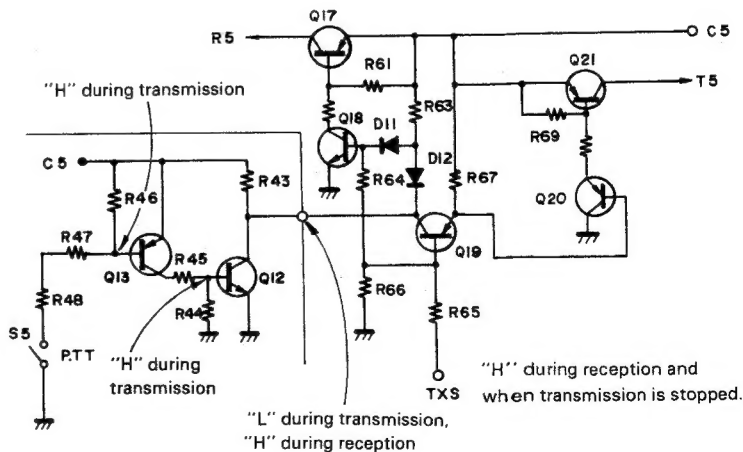 Q17
R5
C5
R61
Q21
"H" during transmission
T5
Q18
R63
R69
D11
C5
D12
R43
R64
R67
R46
Q20
R47
R45
Q19
Q13
Q12
R48
R44
R66
R65
S5
P.T.T
"H" during
transmission
TXS
"H" during reception and
when transmission is stopped.
"L" during transmission,
"H" during reception